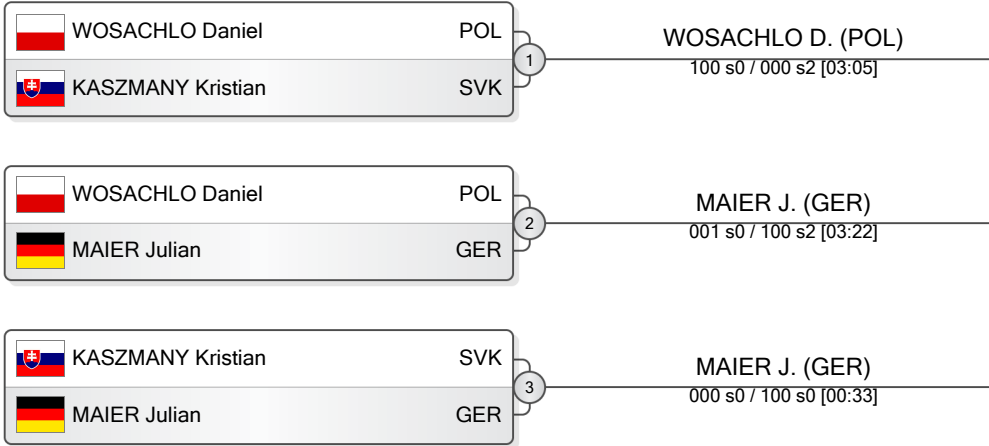 WOSACHLO Daniel POL
KASZMANY Kristian SVK
1
WOSACHLO D. (POL)
100 s0 / 000 s2 [03:05]
WOSACHLO Daniel POL
MAIER Julian GER
2
MAIER J. (GER)
001 s0 / 100 s2 [03:22]
KASZMANY Kristian SVK
MAIER Julian GER
3
MAIER J. (GER)
000 s0 / 100 s0 [00:33]